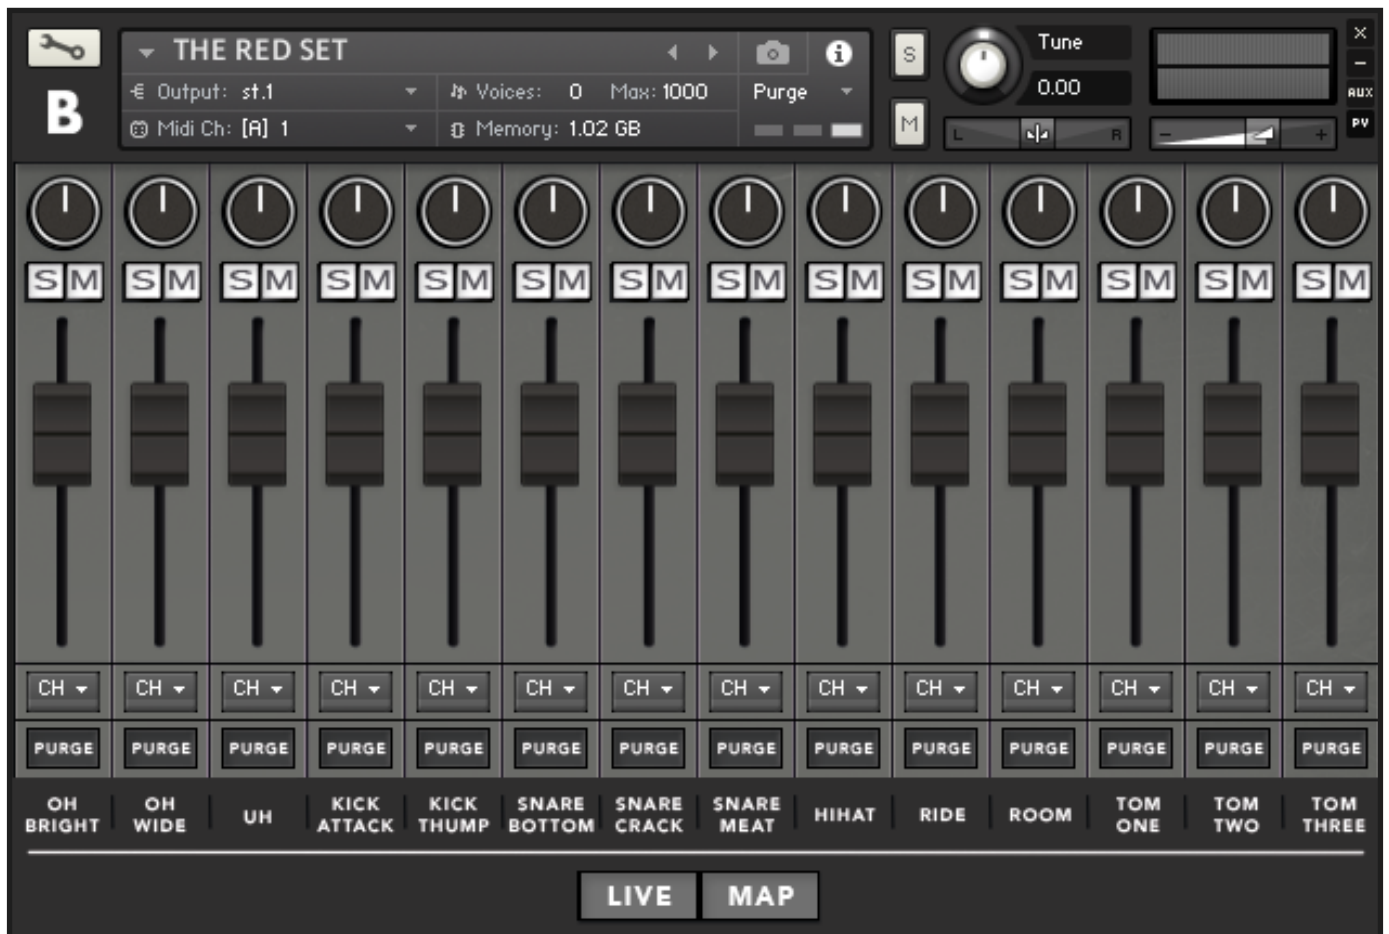 THE RED SET
S
Tune
X
B
Output: st.1
Voices: 0 Max: 1000
Purge
0.00
AUX
Midi Ch: [A] 1
Memory: 1.02 GB
M
L R
- +
PV
S M S M S M S M S M S M S M S M S M S M S M S M S M S M
CH CH CH CH CH CH CH CH CH CH CH CH CH CH
PURGE PURGE PURGE PURGE PURGE PURGE PURGE PURGE PURGE PURGE PURGE PURGE PURGE PURGE
OH BRIGHT
OH WIDE
UH
KICK ATTACK
KICK THUMP
SNARE BOTTOM
SNARE CRACK
SNARE MEAT
HIHAT
RIDE
ROOM
TOM ONE
TOM TWO
TOM THREE
LIVE MAP